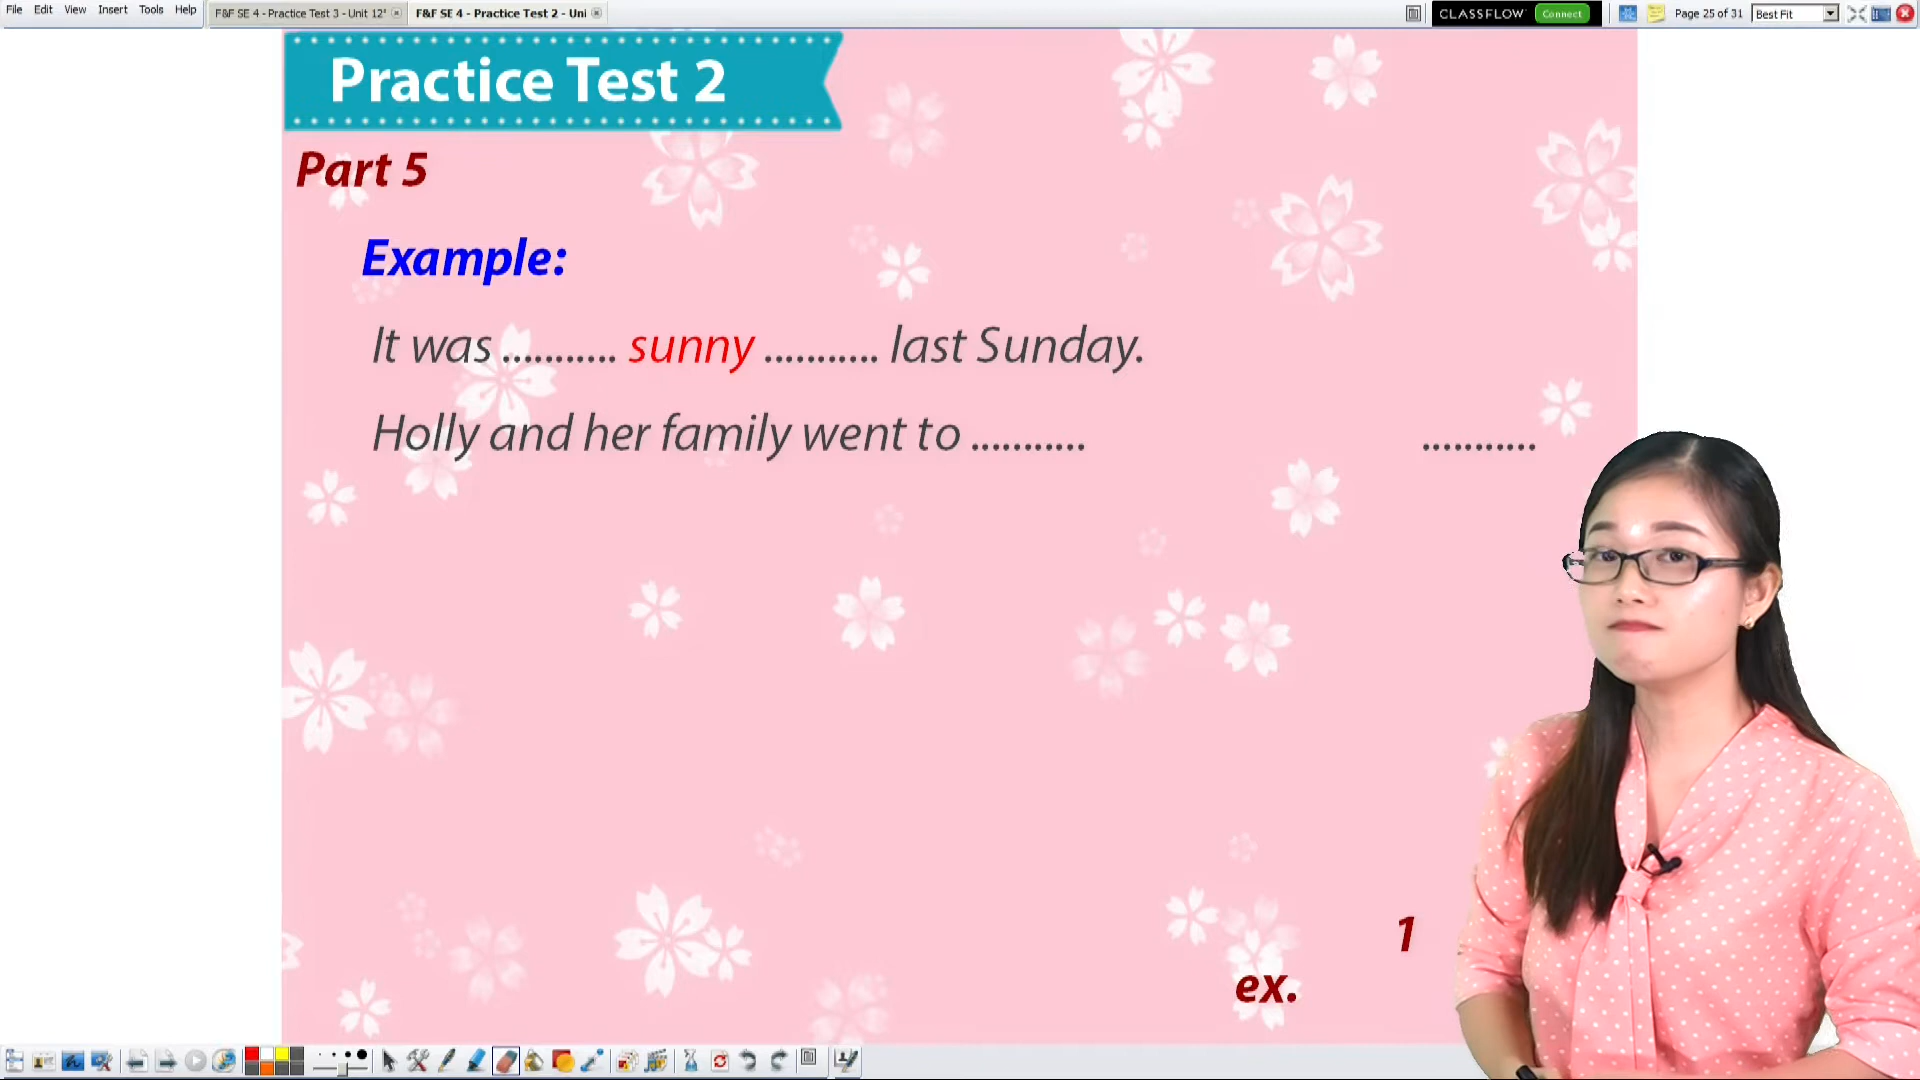 File Edit View Insert Tools Help
F&F SE 4 - Practice Test 3 - Unit 12*
F&F SE 4 - Practice Test 2 - Uni
CLASSFLOW Connect
Page 25 of 31
Best Fit
Practice Test 2
Part 5
Example:
It was ........... sunny ........... last Sunday.
Holly and her family went to ........... ...........
1
ex.